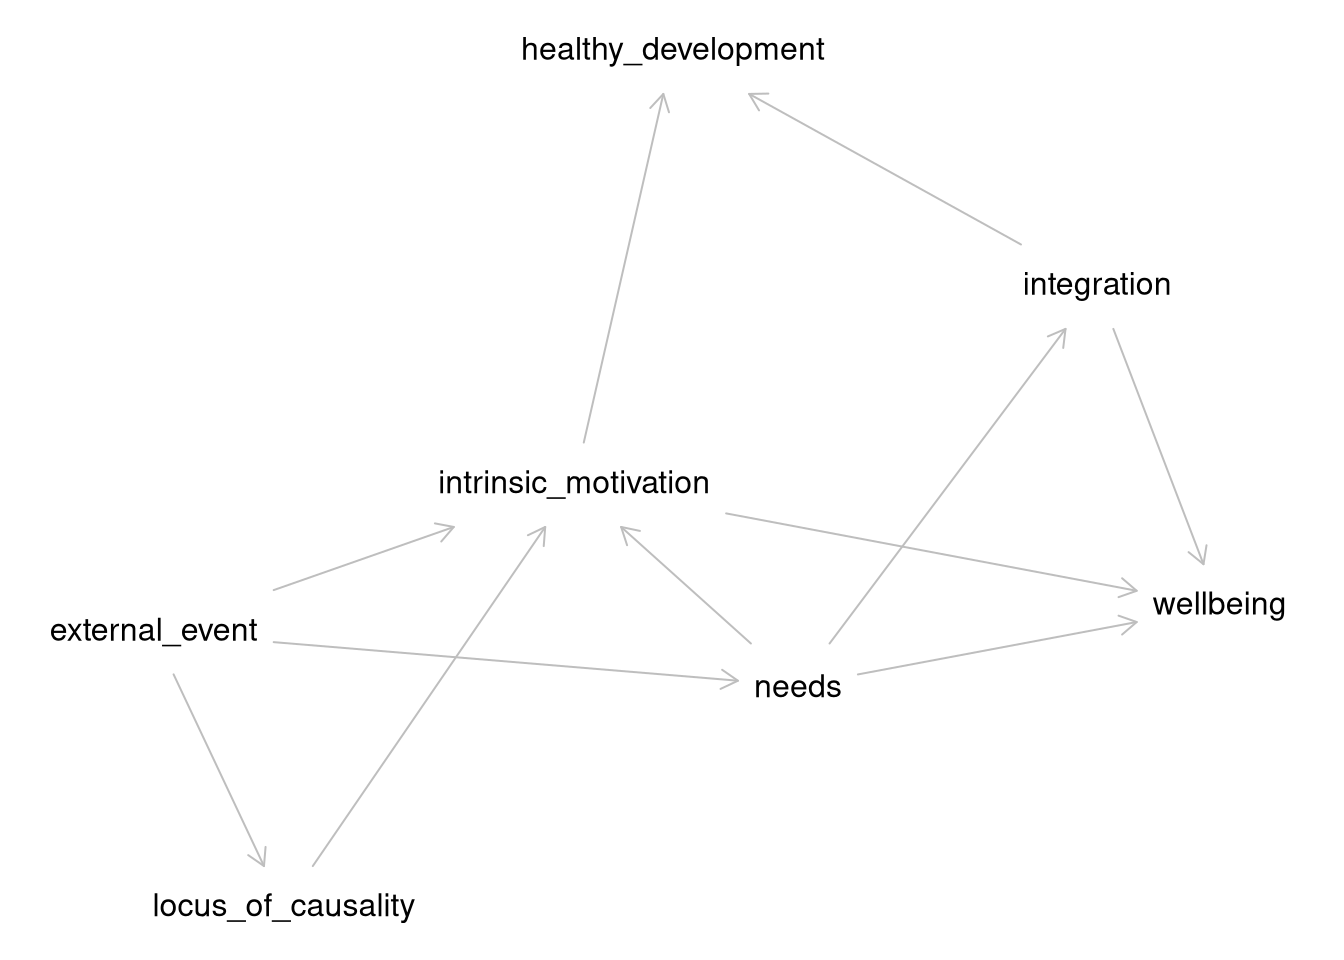 healthy_development
integration
intrinsic_motivation
wellbeing
external_event
needs
locus_of_causality